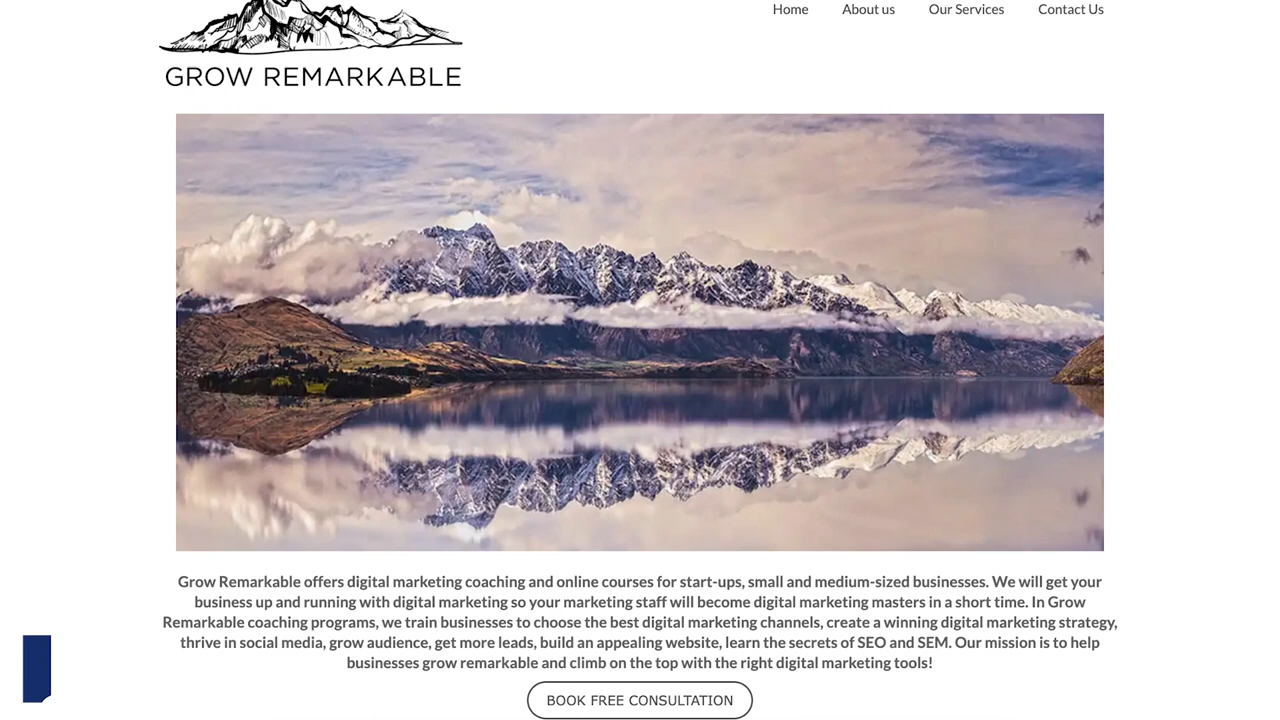 Home About us Our Services Contact Us
GROW REMARKABLE
Grow Remarkable offers digital marketing coaching and online courses for start-ups, small and medium-sized businesses. We will get your
business up and running with digital marketing so your marketing staff will become digital marketing masters in a short time. In Grow
Remarkable coaching programs, we train businesses to choose the best digital marketing channels, create a winning digital marketing strategy,
thrive in social media, grow audience, get more leads, build an appealing website, learn the secrets of SEO and SEM. Our mission is to help
businesses grow remarkable and climb on the top with the right digital marketing tools!
BOOK FREE CONSULTATION